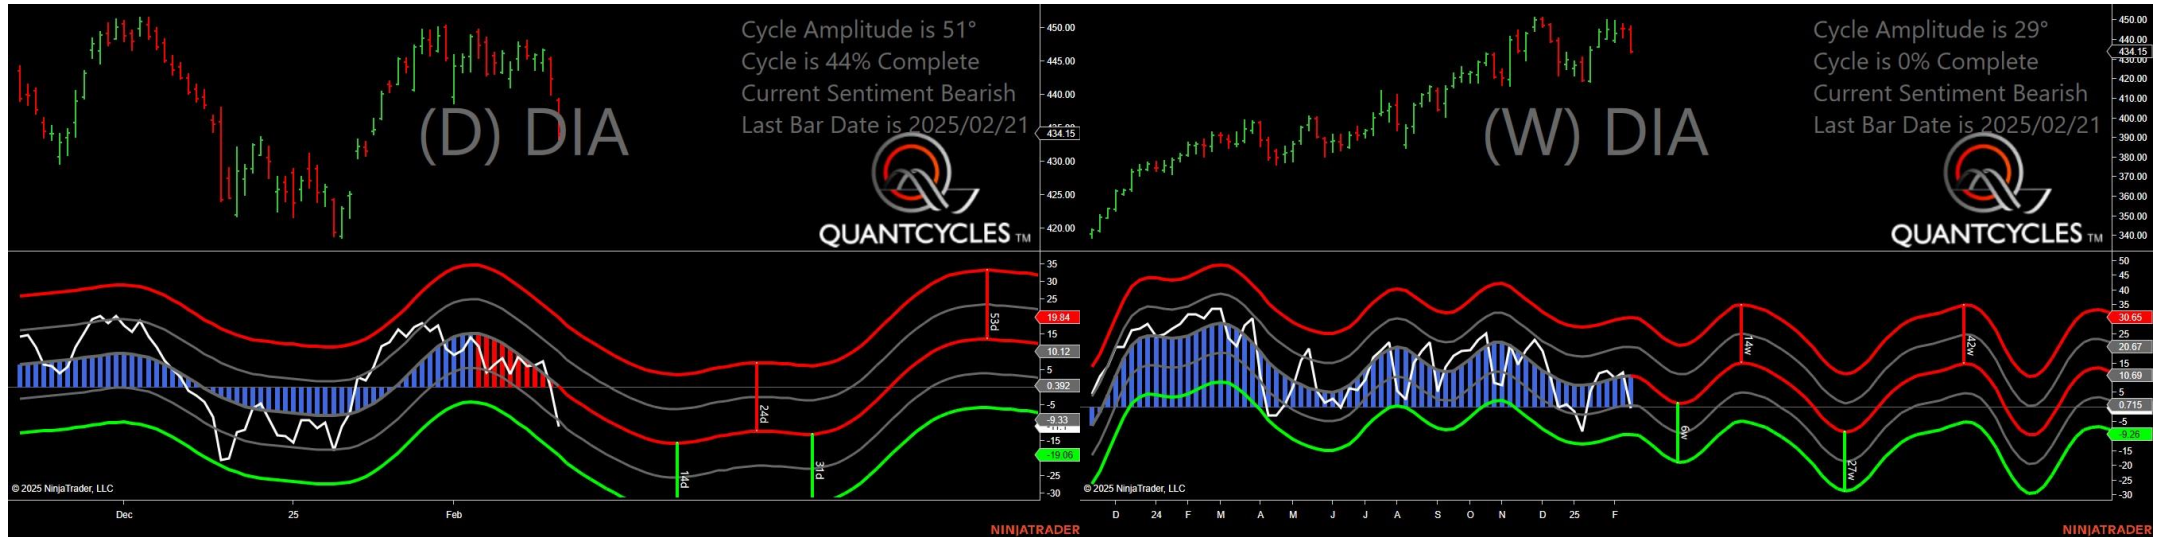 Cycle Amplitude is 51°
Cycle is 44% Complete
Current Sentiment Bearish
Last Bar Date is 2025/02/21
(D) DIA
QUANTCYCLES TM
450.00
445.00
440.00
434.15
430.00
425.00
420.00
35
30
25
19.84
15
10.12
5
0.392
-5
-9.33
-15
-19.06
-25
-30
14d
24d
31d
53d
© 2025 NinjaTrader, LLC
Dec
25
Feb
NINJATRADER
Cycle Amplitude is 29°
Cycle is 0% Complete
Current Sentiment Bearish
Last Bar Date is 2025/02/21
(W) DIA
QUANTCYCLES TM
450.00
440.00
434.15
430.00
420.00
410.00
400.00
390.00
380.00
370.00
360.00
350.00
340.00
50
45
40
35
30.65
25
20.67
15
10.69
5
0.715
-5
-9.26
-15
-20
-25
-30
6w
14w
27w
42w
© 2025 NinjaTrader, LLC
D
24
F
M
A
M
J
J
A
S
O
N
D
25
F
NINJATRADER